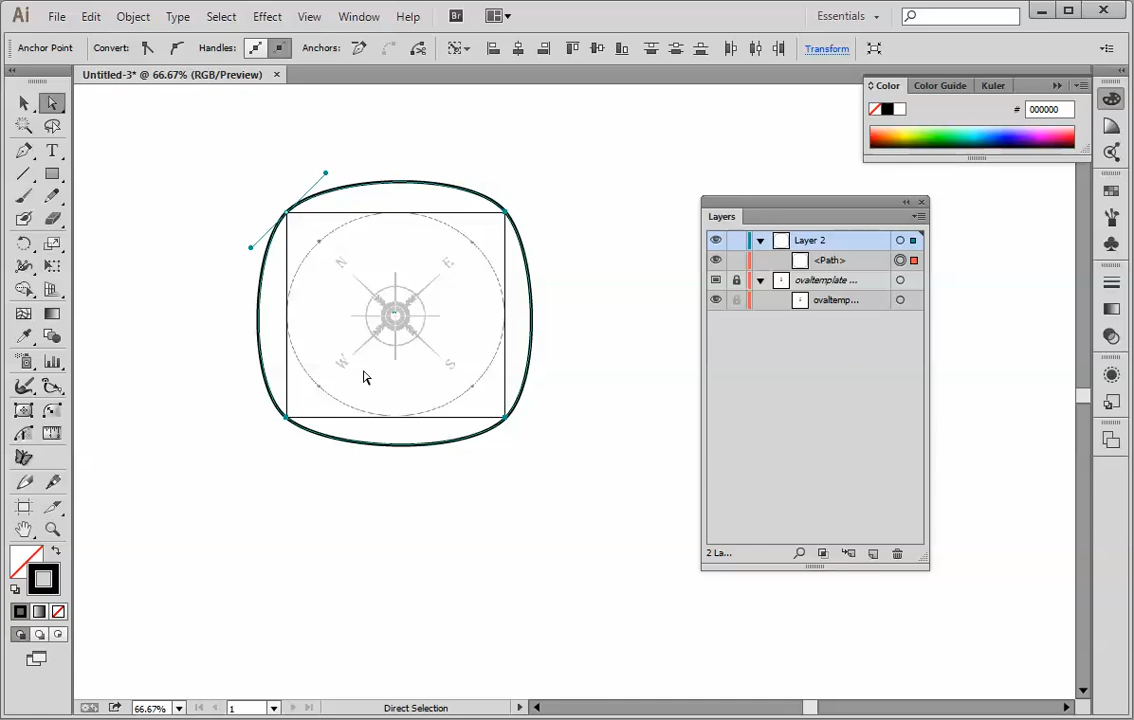 Ai File Edit Object Type Select Effect View Window Help Br Essentials
Anchor Point Convert: Handles: Anchors: Transform
Untitled-3* @ 66.67% (RGB/Preview)
Color Color Guide Kuler
# 000000
Layers
Layer 2
<Path>
ovaltemplate ...
ovaltemp...
N E
W S
2 La...
66.67% 1 Direct Selection